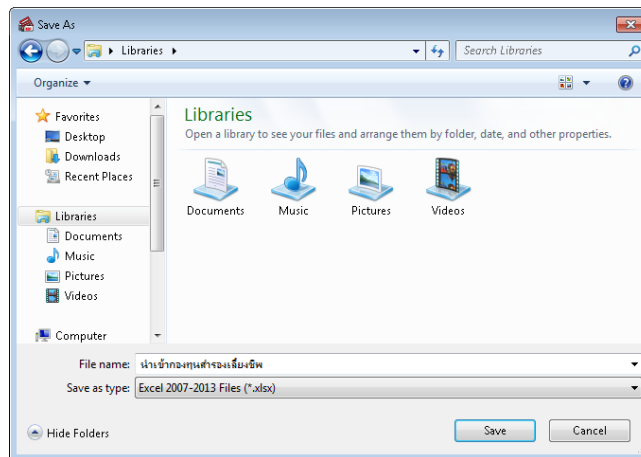 Save As
Libraries
Search Libraries
Organize
Favorites
Desktop
Downloads
Recent Places
Libraries
Documents
Music
Pictures
Videos
Computer
Libraries
Open a library to see your files and arrange them by folder, date, and other properties.
Documents Music Pictures Videos
File name: นำเข้ากองทุนสำรองเลี้ยงชีพ
Save as type: Excel 2007-2013 Files (*.xlsx)
Hide Folders Save Cancel